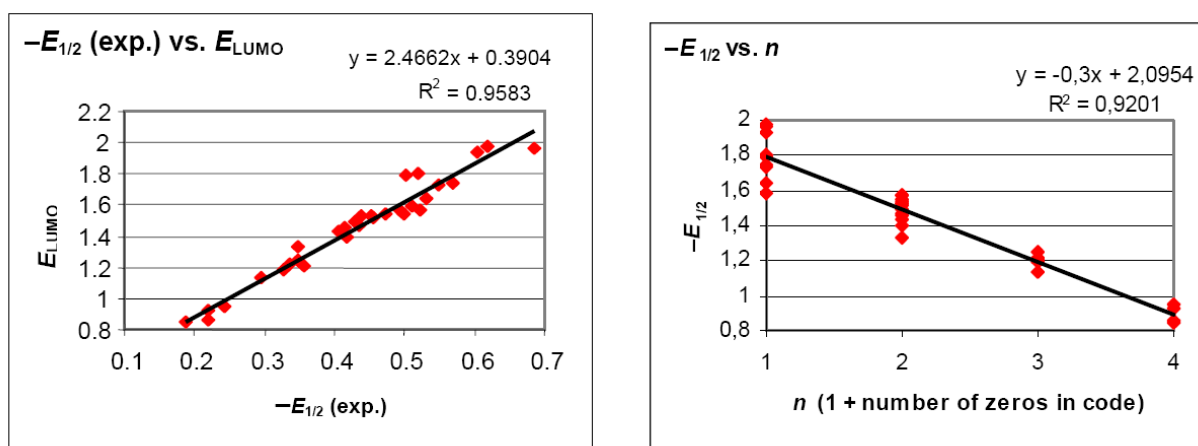 –E1/2 (exp.) vs. ELUMO
y = 2.4662x + 0.3904
R² = 0.9583
2.2
2
1.8
1.6
1.4
1.2
1
0.8
ELUMO
0.1 0.2 0.3 0.4 0.5 0.6 0.7
–E1/2 (exp.)
–E 1/2 vs. n
y = -0,3x + 2,0954
R² = 0,9201
2
1,8
1,6
1,4
1,2
1
0,8
–E1/2
1 2 3 4
n (1 + number of zeros in code)